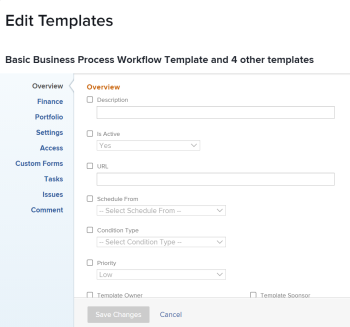 Edit Templates
Basic Business Process Workflow Template and 4 other templates
Overview
Finance
Portfolio
Settings
Access
Custom Forms
Tasks
Issues
Comment
Overview
Description
Is Active
Yes
URL
Schedule From
-- Select Schedule From --
Condition Type
-- Select Condition Type --
Priority
Low
Template Owner
Template Sponsor
Save Changes
Cancel